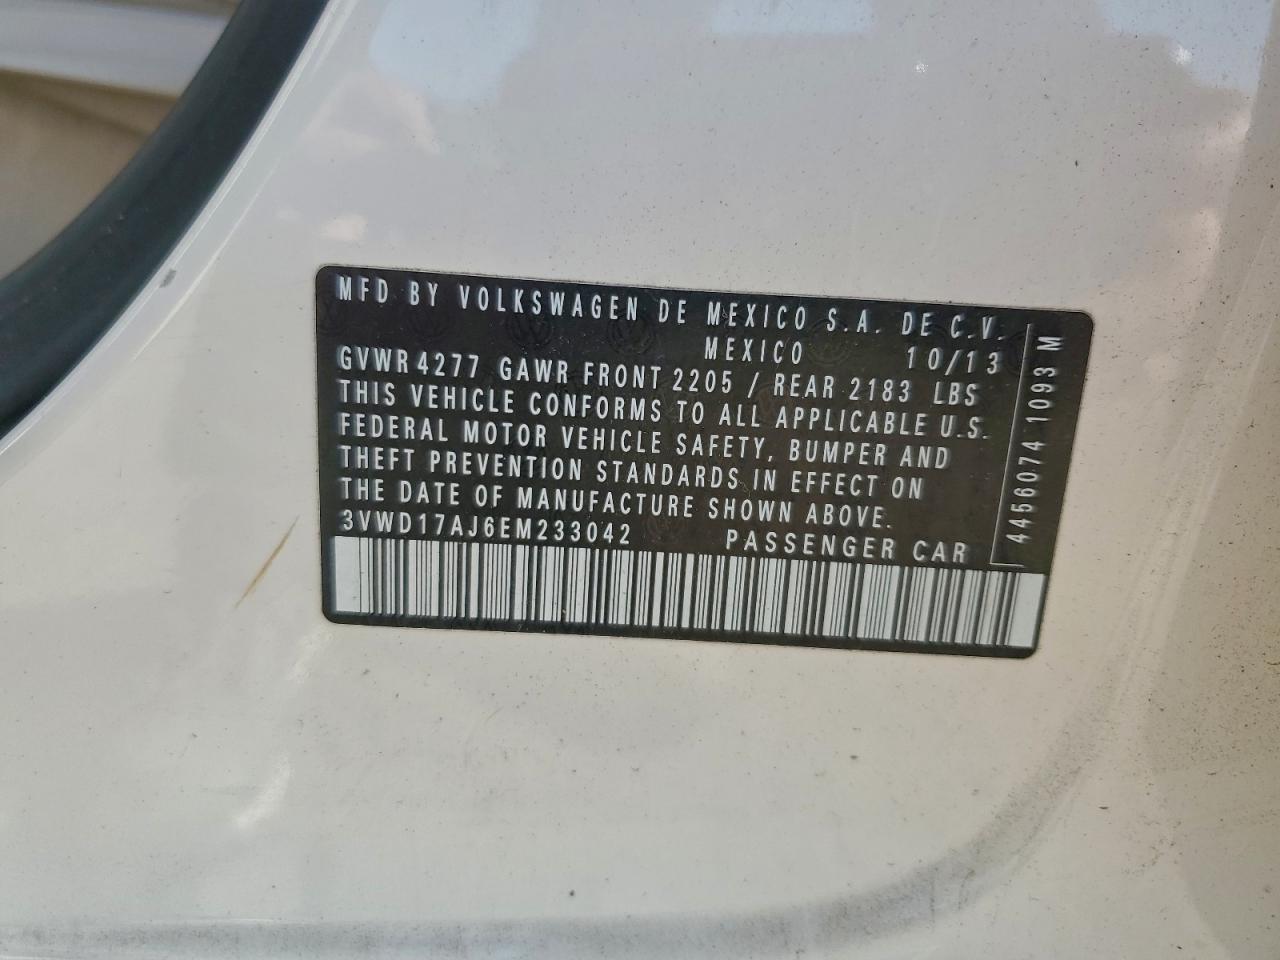 MFD BY VOLKSWAGEN DE MEXICO S.A. DE C.V.
MEXICO 10/13
GVWR 4277 GAWR FRONT 2205 / REAR 2183 LBS
THIS VEHICLE CONFORMS TO ALL APPLICABLE U.S.
FEDERAL MOTOR VEHICLE SAFETY, BUMPER AND
THEFT PREVENTION STANDARDS IN EFFECT ON
THE DATE OF MANUFACTURE SHOWN ABOVE.
3VWD17AJ6EM233042 PASSENGER CAR
4456074 1093 M